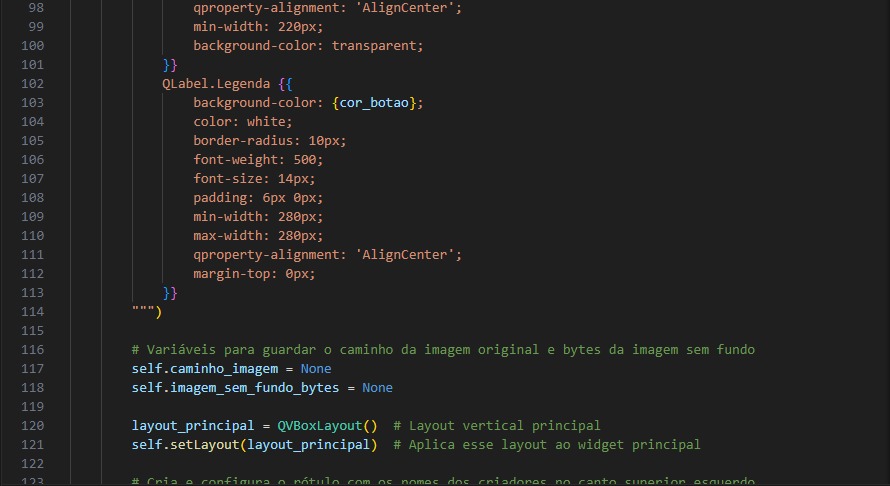 98 qproperty-alignment: 'AlignCenter';
99 min-width: 220px;
100 background-color: transparent;
101 }}
102 QLabel.Legenda {{
103 background-color: {cor_botao};
104 color: white;
105 border-radius: 10px;
106 font-weight: 500;
107 font-size: 14px;
108 padding: 6px 0px;
109 min-width: 280px;
110 max-width: 280px;
111 qproperty-alignment: 'AlignCenter';
112 margin-top: 0px;
113 }}
114 """)
115
116 # Variáveis para guardar o caminho da imagem original e bytes da imagem sem fundo
117 self.caminho_imagem = None
118 self.imagem_sem_fundo_bytes = None
119
120 layout_principal = QVBoxLayout()  # Layout vertical principal
121 self.setLayout(layout_principal)  # Aplica esse layout ao widget principal
122
123 # Cria e configura o rótulo com os nomes dos criadores no canto superior esquerdo